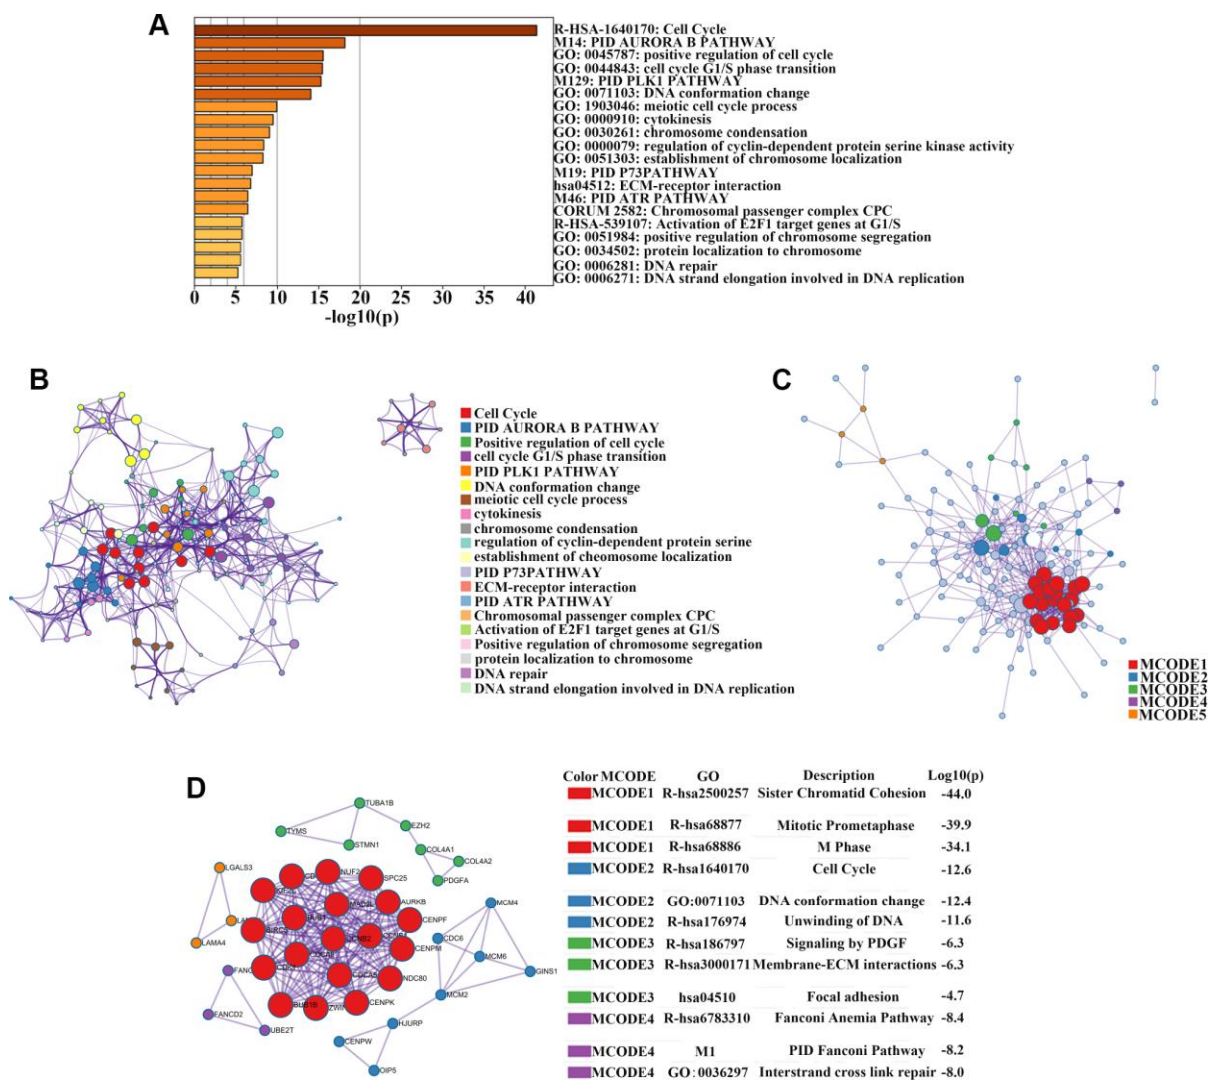 A
R-HSA-1640170: Cell Cycle
M14: PID AURORA B PATHWAY
GO: 0045787: positive regulation of cell cycle
GO: 0044843: cell cycle G1/S phase transition
M129: PID PLK1 PATHWAY
GO: 0071103: DNA conformation change
GO: 1903046: meiotic cell cycle process
GO: 0000910: cytokinesis
GO: 0030261: chromosome condensation
GO: 0000079: regulation of cyclin-dependent protein serine kinase activity
GO: 0051303: establishment of chromosome localization
M19: PID P73PATHWAY
hsa04512: ECM-receptor interaction
M46: PID ATR PATHWAY
CORUM 2582: Chromosomal passenger complex CPC
R-HSA-539107: Activation of E2F1 target genes at G1/S
GO: 0051984: positive regulation of chromosome segregation
GO: 0034502: protein localization to chromosome
GO: 0006281: DNA repair
GO: 0006271: DNA strand elongation involved in DNA replication
0 5 10 15 20 25 30 35 40
-log10(p)
B
Cell Cycle
PID AURORA B PATHWAY
Positive regulation of cell cycle
cell cycle G1/S phase transition
PID PLK1 PATHWAY
DNA conformation change
meiotic cell cycle process
cytokinesis
chromosome condensation
regulation of cyclin-dependent protein serine
establishment of cheomosome localization
PID P73PATHWAY
ECM-receptor interaction
PID ATR PATHWAY
Chromosomal passenger complex CPC
Activation of E2F1 target genes at G1/S
Positive regulation of chromosome segregation
protein localization to chromosome
DNA repair
DNA strand elongation involved in DNA replication
C
MCODE1
MCODE2
MCODE3
MCODE4
MCODE5
D
TUBA1B
TYMS
EZH2
STMN1
COL4A1
COL4A2
PDGFA
LGALS3
LAMA4
NUF2
SPC25
AURKB
CENPF
CENPM
NDC80
CENPK
BUB1B
MCM4
CDC6
MCM6
GINS1
MCM2
HJURP
CENPW
OIP5
FANCD2
UBE2T
Color MCODE GO Description Log10(p)
MCODE1 R-hsa2500257 Sister Chromatid Cohesion -44.0
MCODE1 R-hsa68877 Mitotic Prometaphase -39.9
MCODE1 R-hsa68886 M Phase -34.1
MCODE2 R-hsa1640170 Cell Cycle -12.6
MCODE2 GO:0071103 DNA conformation change -12.4
MCODE2 R-hsa176974 Unwinding of DNA -11.6
MCODE3 R-hsa186797 Signaling by PDGF -6.3
MCODE3 R-hsa3000171 Membrane-ECM interactions -6.3
MCODE3 hsa04510 Focal adhesion -4.7
MCODE4 R-hsa6783310 Fanconi Anemia Pathway -8.4
MCODE4 M1 PID Fanconi Pathway -8.2
MCODE4 GO:0036297 Interstrand cross link repair -8.0